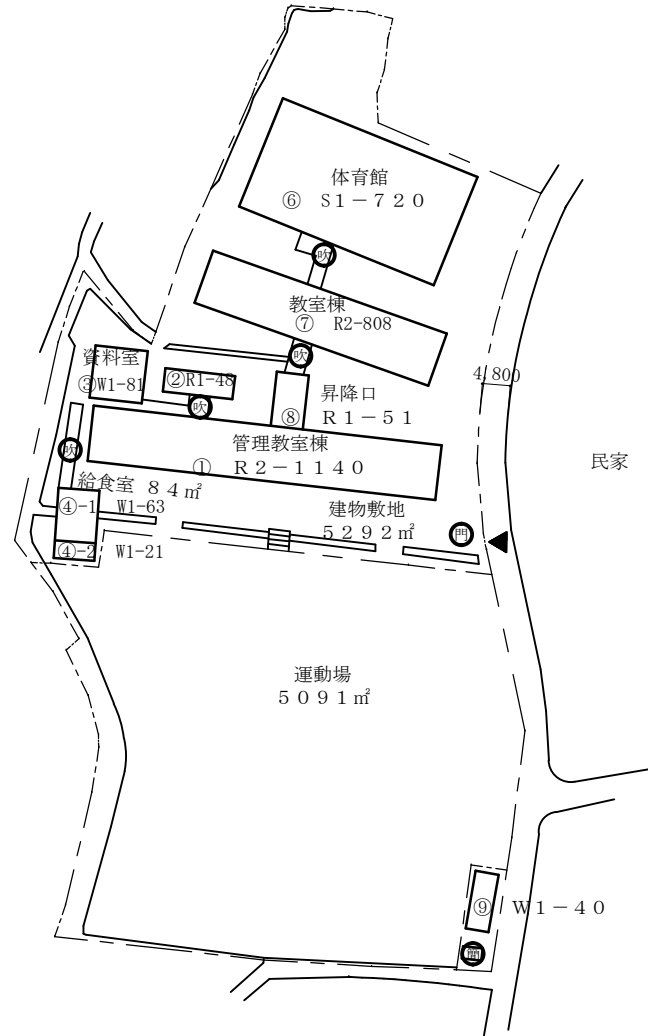 体育館
⑥ S1－720
吹
教室棟
⑦ R2-808
吹
4,800
資料室
③W1-81
②R1-48
吹
昇降口
⑧ R1－51
吹
管理教室棟
① R2－1140
民家
給食室 84㎡
④-1 W1-63
建物敷地
5292㎡
門
④-2 W1-21
運動場
5091㎡
⑨ W1－40